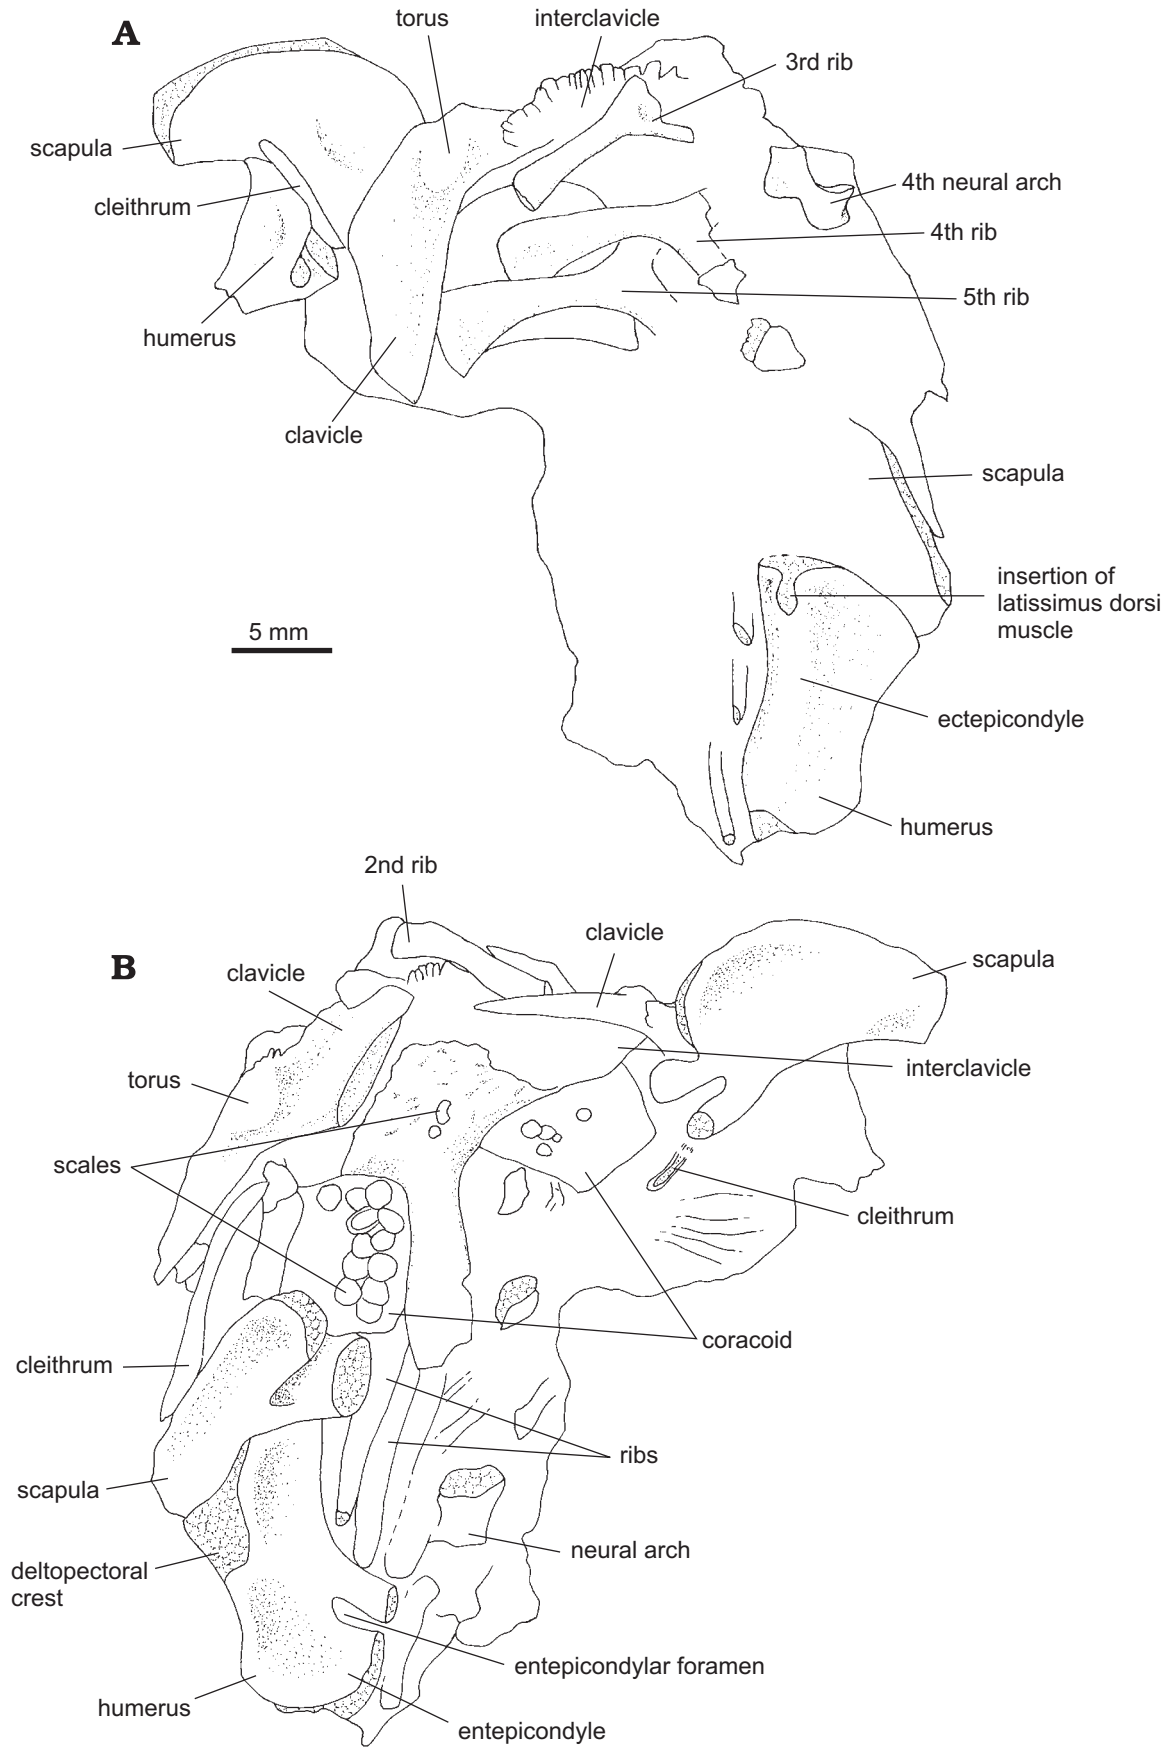 A
torus
interclavicle
3rd rib
scapula
cleithrum
4th neural arch
4th rib
5th rib
humerus
clavicle
scapula
insertion of
latissimus dorsi
muscle
5 mm
ectepicondyle
humerus
2nd rib
B
clavicle
clavicle
scapula
interclavicle
torus
scales
cleithrum
coracoid
cleithrum
ribs
scapula
neural arch
deltopectoral
crest
entepicondylar foramen
humerus
entepicondyle